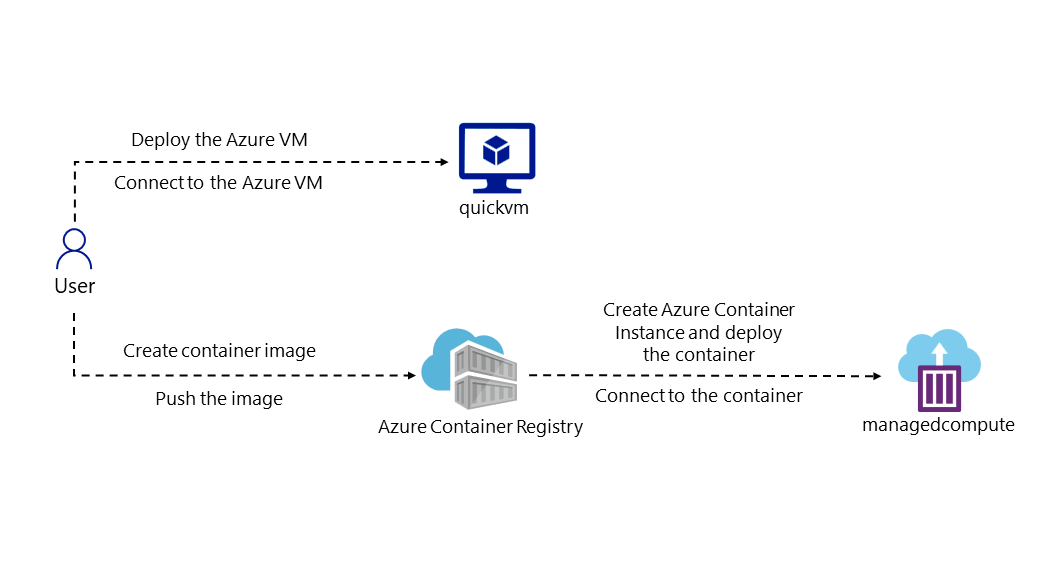 Deploy the Azure VM
Connect to the Azure VM
quickvm
User
Create container image
Push the image
Azure Container Registry
Create Azure Container
Instance and deploy
the container
Connect to the container
managedcompute